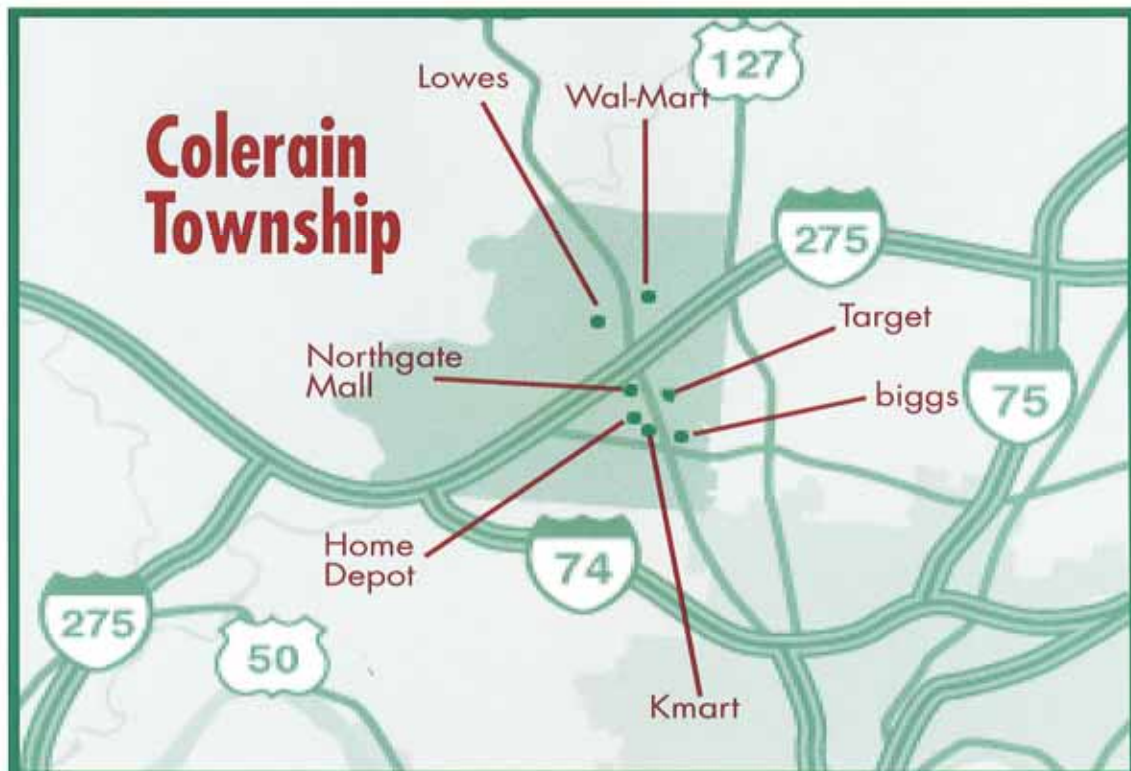 Lowes
Wal-Mart
127
Colerain
Township
275
Northgate
Mall
Target
biggs
75
Home
Depot
74
275
50
Kmart